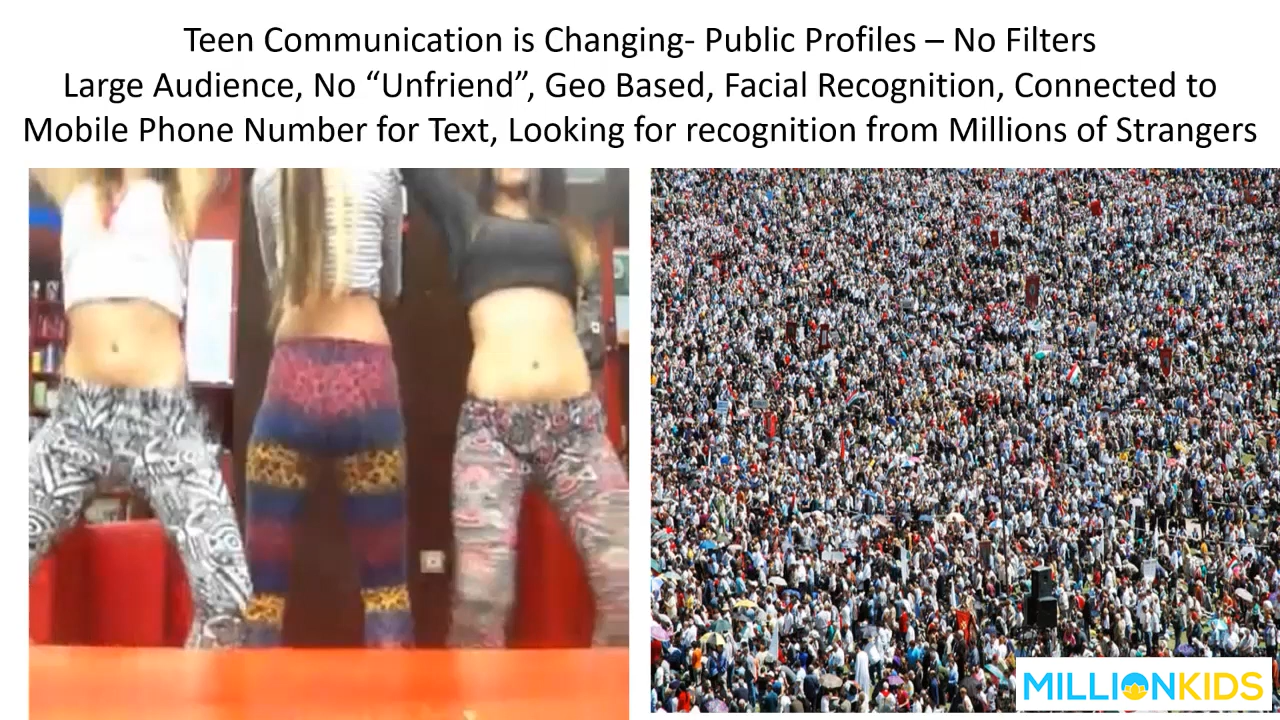 Teen Communication is Changing- Public Profiles – No Filters
Large Audience, No “Unfriend”, Geo Based, Facial Recognition, Connected to
Mobile Phone Number for Text, Looking for recognition from Millions of Strangers
MILLIONKIDS